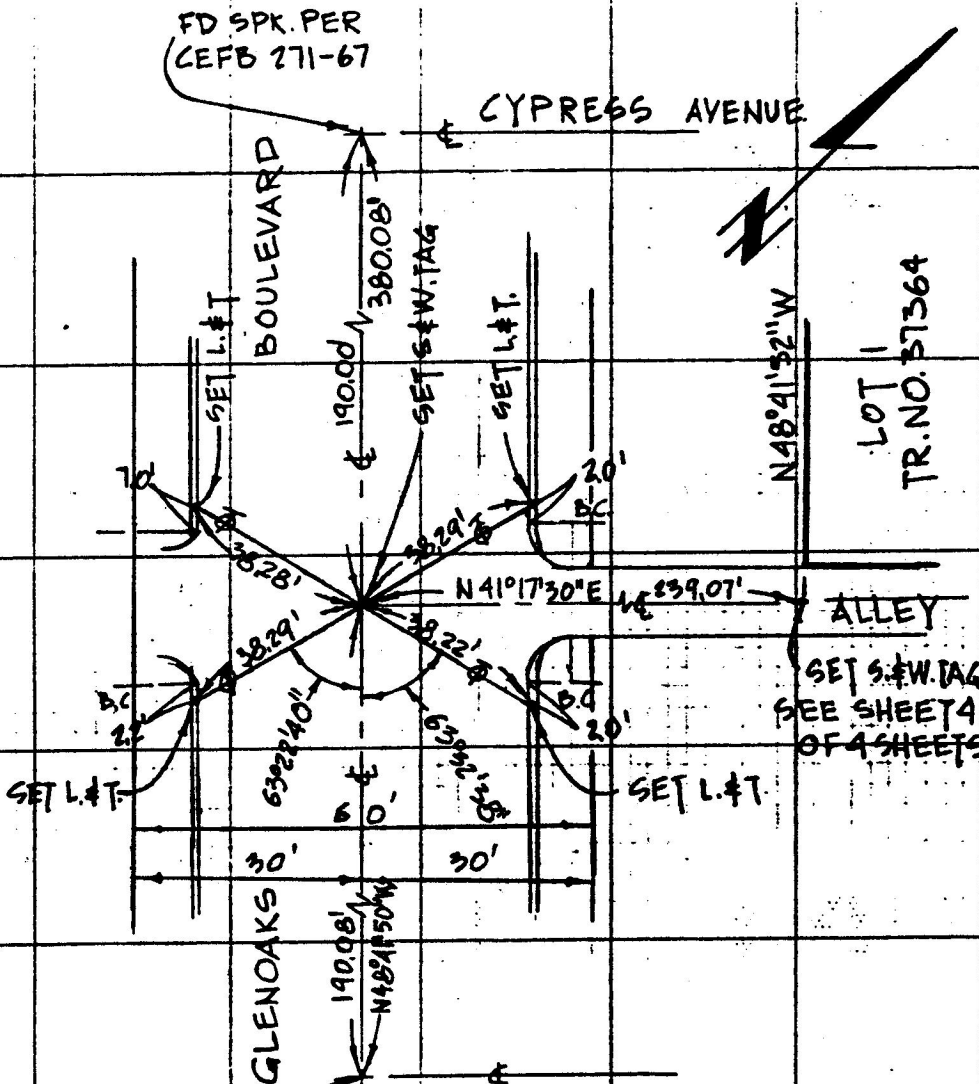 FD SPK. PER
CEFB 271-67
CYPRESS AVENUE
BOULEVARD
380.08'
SET S.&W.TAG
SET L.&T
SET L.&T.
190.00
N
N48°41'32"W
LOT 1
TR. NO. 37364
20'
B.C.
38.28'
38.29'
N 41°17'30"E
239.07'
ALLEY
38.29'
38.22'
SET S.&W.TAG
SEE SHEET 4
OF 4 SHEETS
B.C
2.2'
63°22'40"
B.C
20'
SET L.&T.
SET L.&T
60'
30'
30'
GLENOAKS
190.08'